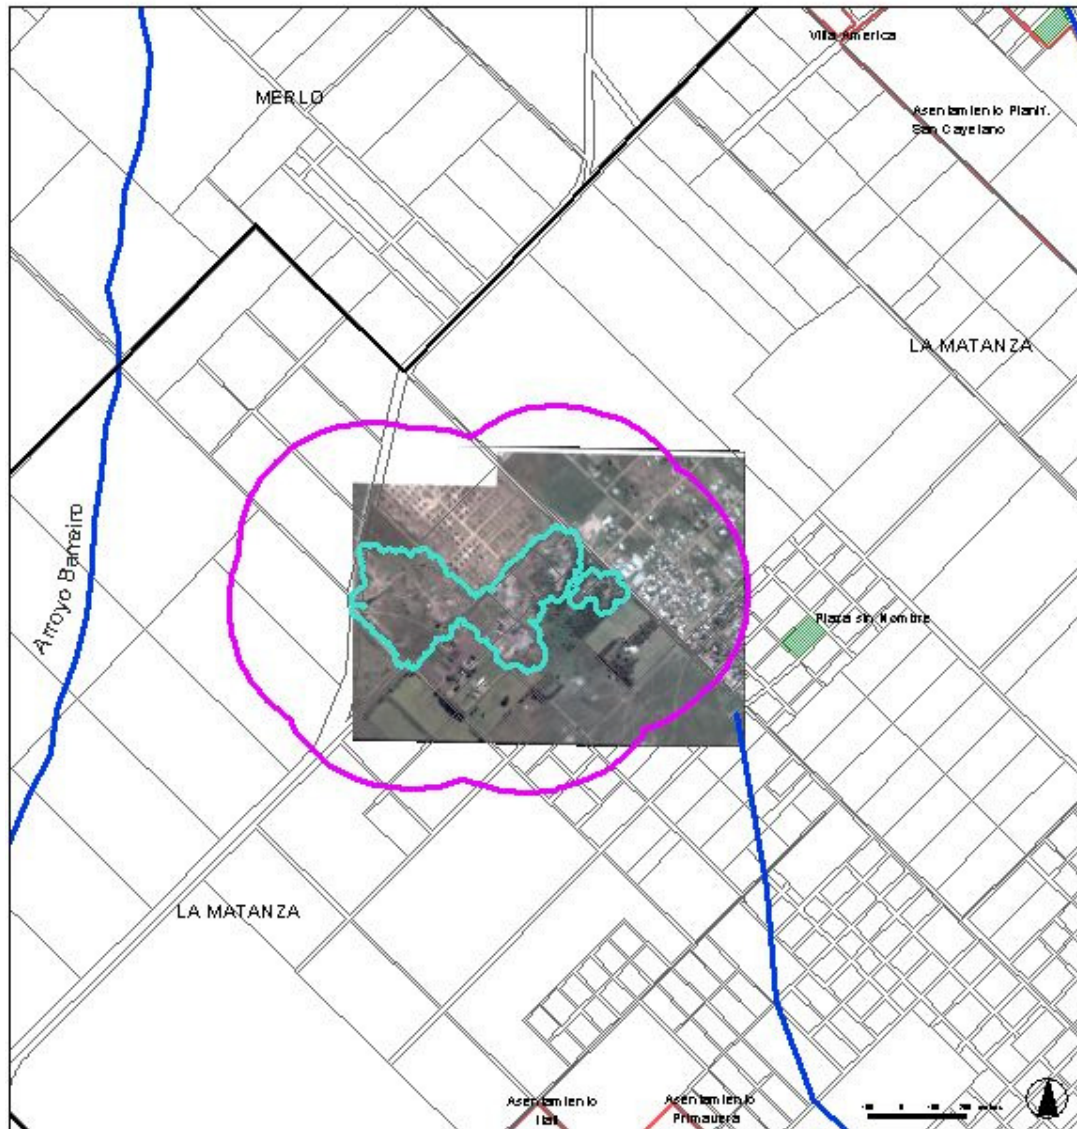 Villa America
MERLO
Asentamiento Planif.
San Cayetano
LA MATANZA
Arroyo Barreiro
Plaza sin Nombre
LA MATANZA
Asentamiento
Itatí
Asentamiento
Primavera